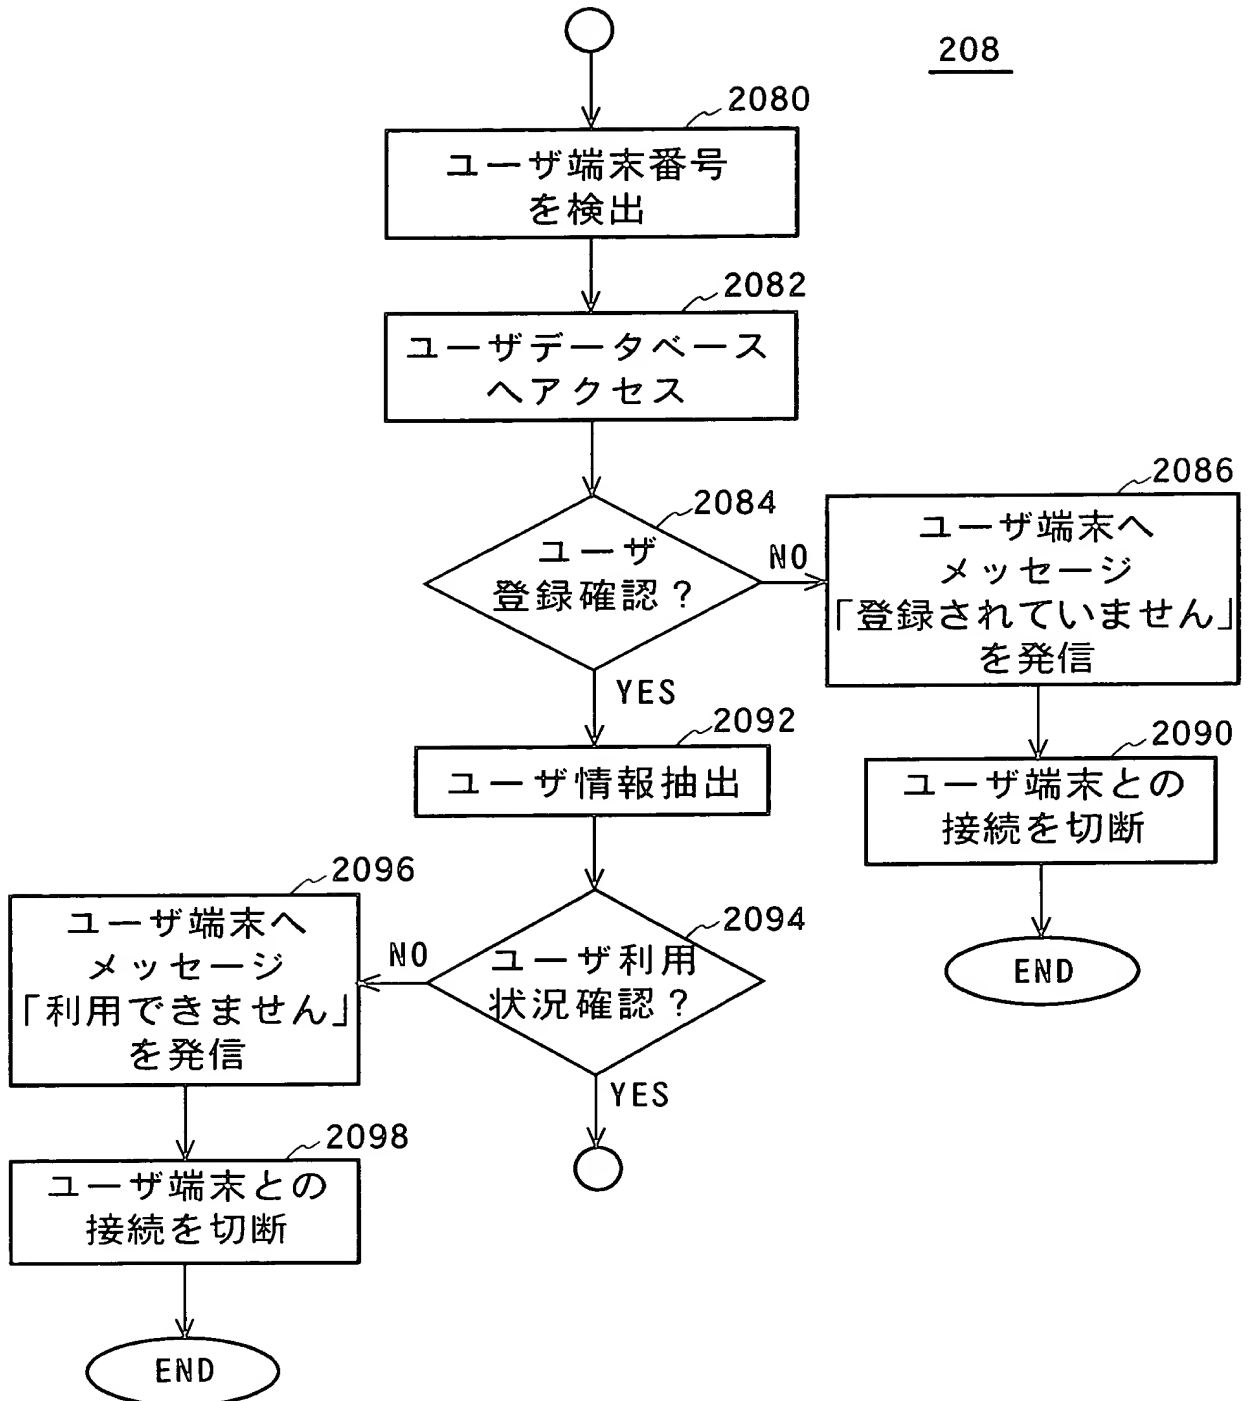 208
2080
ユーザ端末番号
を検出
2082
ユーザデータベース
へアクセス
2084
ユーザ
登録確認?
NO
2086
ユーザ端末へ
メッセージ
「登録されていません」
を発信
YES
2092
ユーザ情報抽出
2090
ユーザ端末との
接続を切断
END
2094
ユーザ利用
状況確認?
NO
2096
ユーザ端末へ
メッセージ
「利用できません」
を発信
YES
2098
ユーザ端末との
接続を切断
END